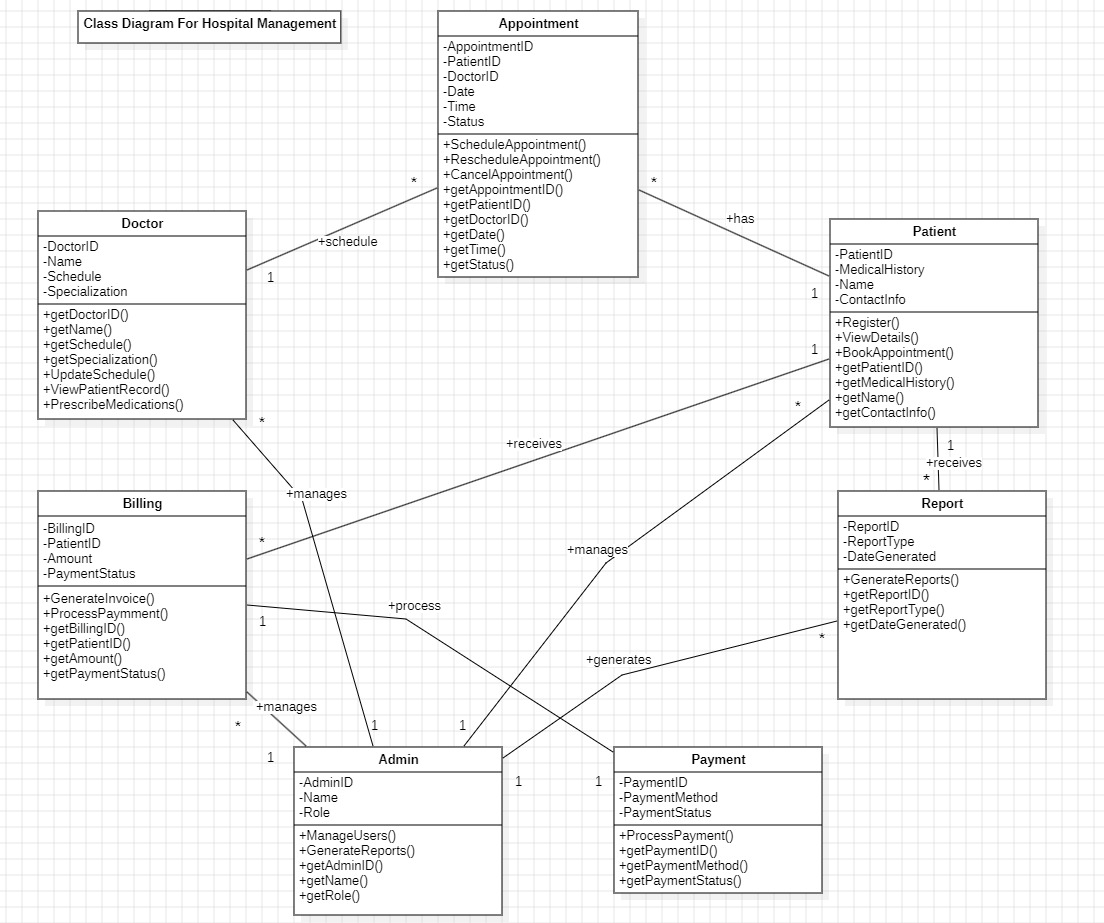 Class Diagram For Hospital Management
Appointment
-AppointmentID
-PatientID
-DoctorID
-Date
-Time
-Status
+ScheduleAppointment()
+RescheduleAppointment()
+CancelAppointment()
+getAppointmentID()
+getPatientID()
+getDoctorID()
+getDate()
+getTime()
+getStatus()
*
*
+schedule
1
+has
1
Doctor
-DoctorID
-Name
-Schedule
-Specialization
+getDoctorID()
+getName()
+getSchedule()
+getSpecialization()
+UpdateSchedule()
+ViewPatientRecord()
+PrescribeMedications()
Patient
-PatientID
-MedicalHistory
-Name
-ContactInfo
+Register()
+ViewDetails()
+BookAppointment()
+getPatientID()
+getMedicalHistory()
+getName()
+getContactInfo()
1
*
*
+receives
*
+manages
1
+receives
*
+manages
Billing
-BillingID
-PatientID
-Amount
-PaymentStatus
+GenerateInvoice()
+ProcessPaymment()
+getBillingID()
+getPatientID()
+getAmount()
+getPaymentStatus()
Report
-ReportID
-ReportType
-DateGenerated
+GenerateReports()
+getReportID()
+getReportType()
+getDateGenerated()
+process
1
*
+generates
+manages
*
1
1
1
1
1
Admin
-AdminID
-Name
-Role
+ManageUsers()
+GenerateReports()
+getAdminID()
+getName()
+getRole()
Payment
-PaymentID
-PaymentMethod
-PaymentStatus
+ProcessPayment()
+getPaymentID()
+getPaymentMethod()
+getPaymentStatus()